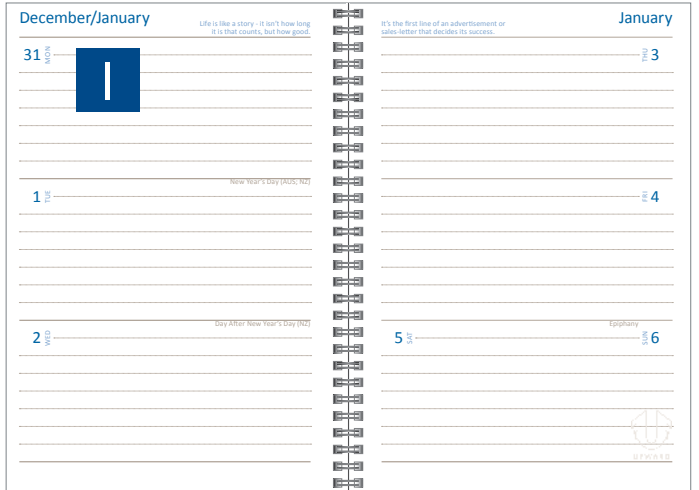 December/January
Life is like a story - it isn't how long
it is that counts, but how good.
31 MON
I
New Year's Day (AUS, NZ)
1 TUE
Day After New Year's Day (NZ)
2 WED
It's the first line of an advertisement or
sales-letter that decides its success.
January
THU 3
FRI 4
Epiphany
5 SAT
SUN 6
UPWARD